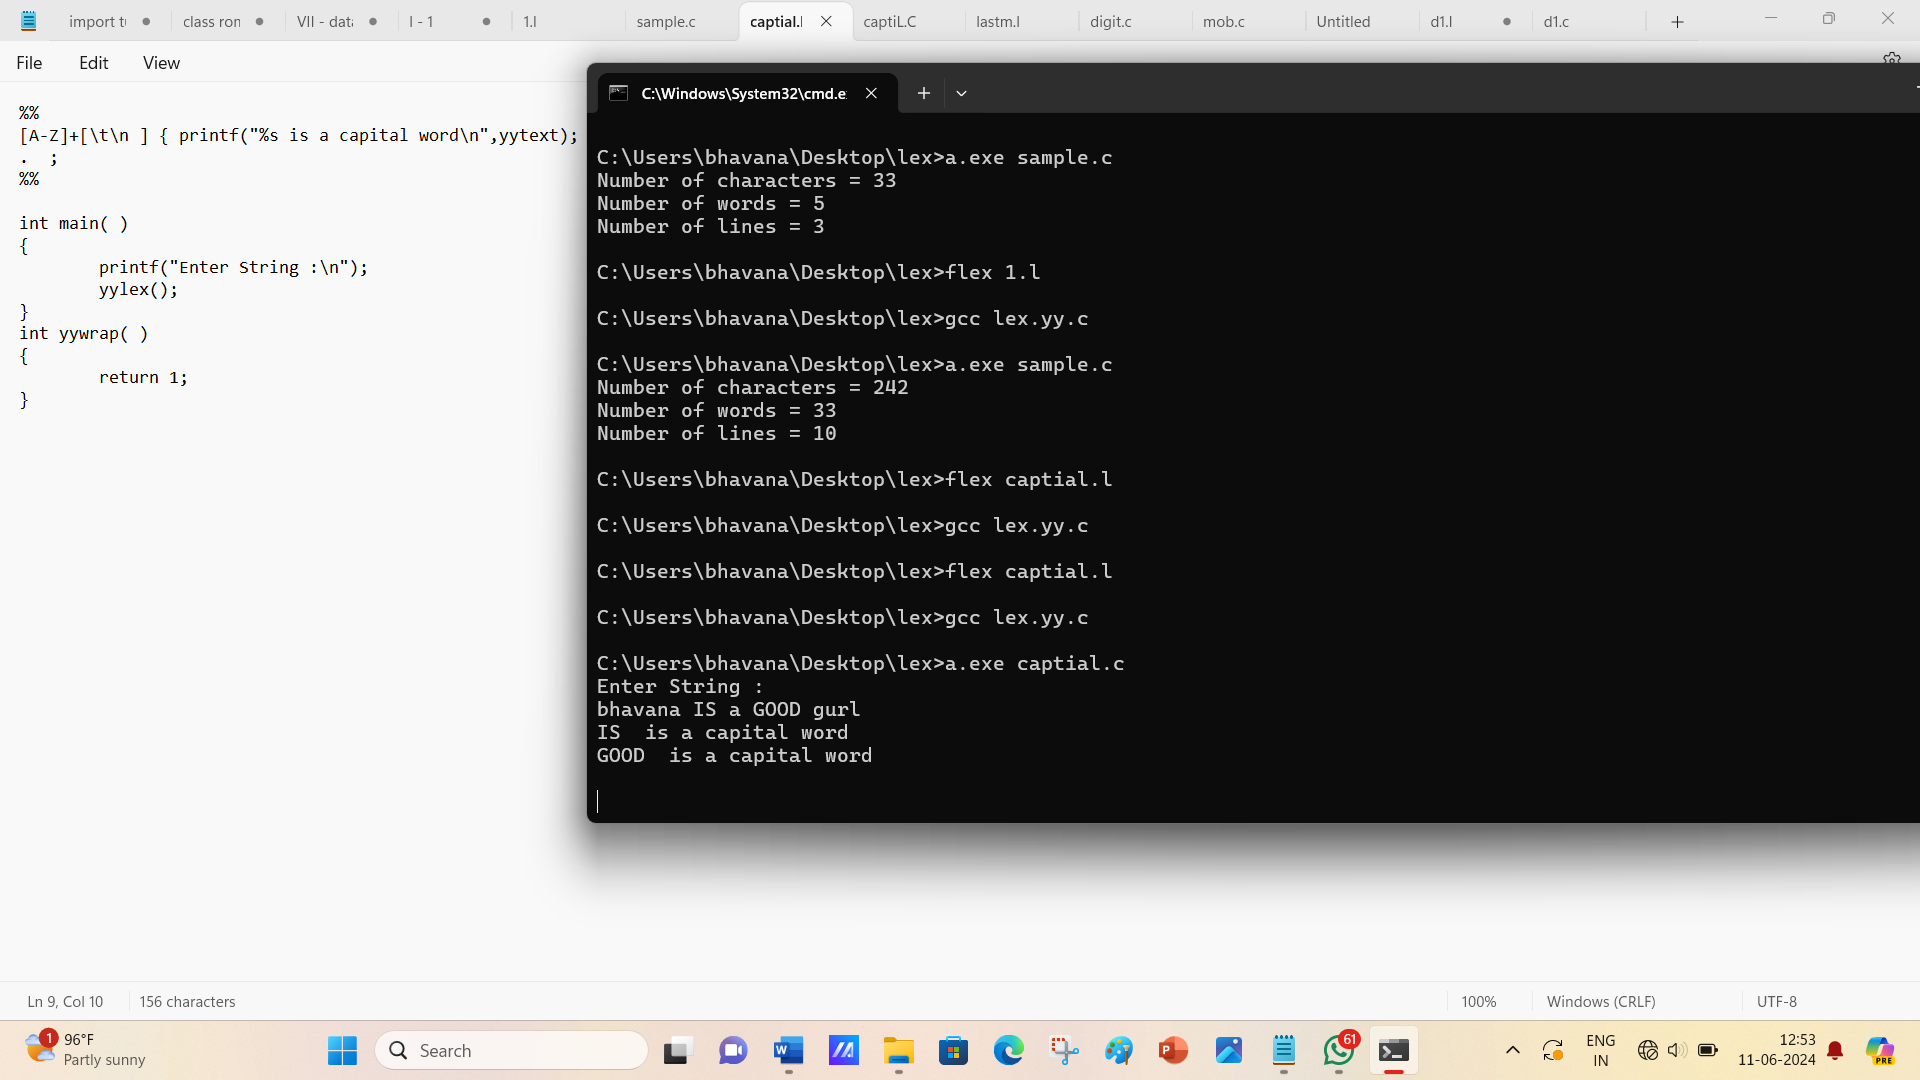 import t class ron VII - data I - 1 1.l sample.c captial.l captiL.C lastm.l digit.c mob.c Untitled d1.l d1.c
File Edit View
%%
[A-Z]+[\t\n ] { printf("%s is a capital word\n",yytext);
.  ;
%%
int main( )
{
printf("Enter String :\n");
yylex();
}
int yywrap( )
{
return 1;
}
C:\Windows\System32\cmd.e
C:\Users\bhavana\Desktop\lex>a.exe sample.c
Number of characters = 33
Number of words = 5
Number of lines = 3
C:\Users\bhavana\Desktop\lex>flex 1.l
C:\Users\bhavana\Desktop\lex>gcc lex.yy.c
C:\Users\bhavana\Desktop\lex>a.exe sample.c
Number of characters = 242
Number of words = 33
Number of lines = 10
C:\Users\bhavana\Desktop\lex>flex captial.l
C:\Users\bhavana\Desktop\lex>gcc lex.yy.c
C:\Users\bhavana\Desktop\lex>flex captial.l
C:\Users\bhavana\Desktop\lex>gcc lex.yy.c
C:\Users\bhavana\Desktop\lex>a.exe captial.c
Enter String :
bhavana IS a GOOD gurl
IS  is a capital word
GOOD  is a capital word
Ln 9, Col 10 156 characters 100% Windows (CRLF) UTF-8
1 96°F
Partly sunny
Search
61
ENG
IN
12:53
11-06-2024
PRE